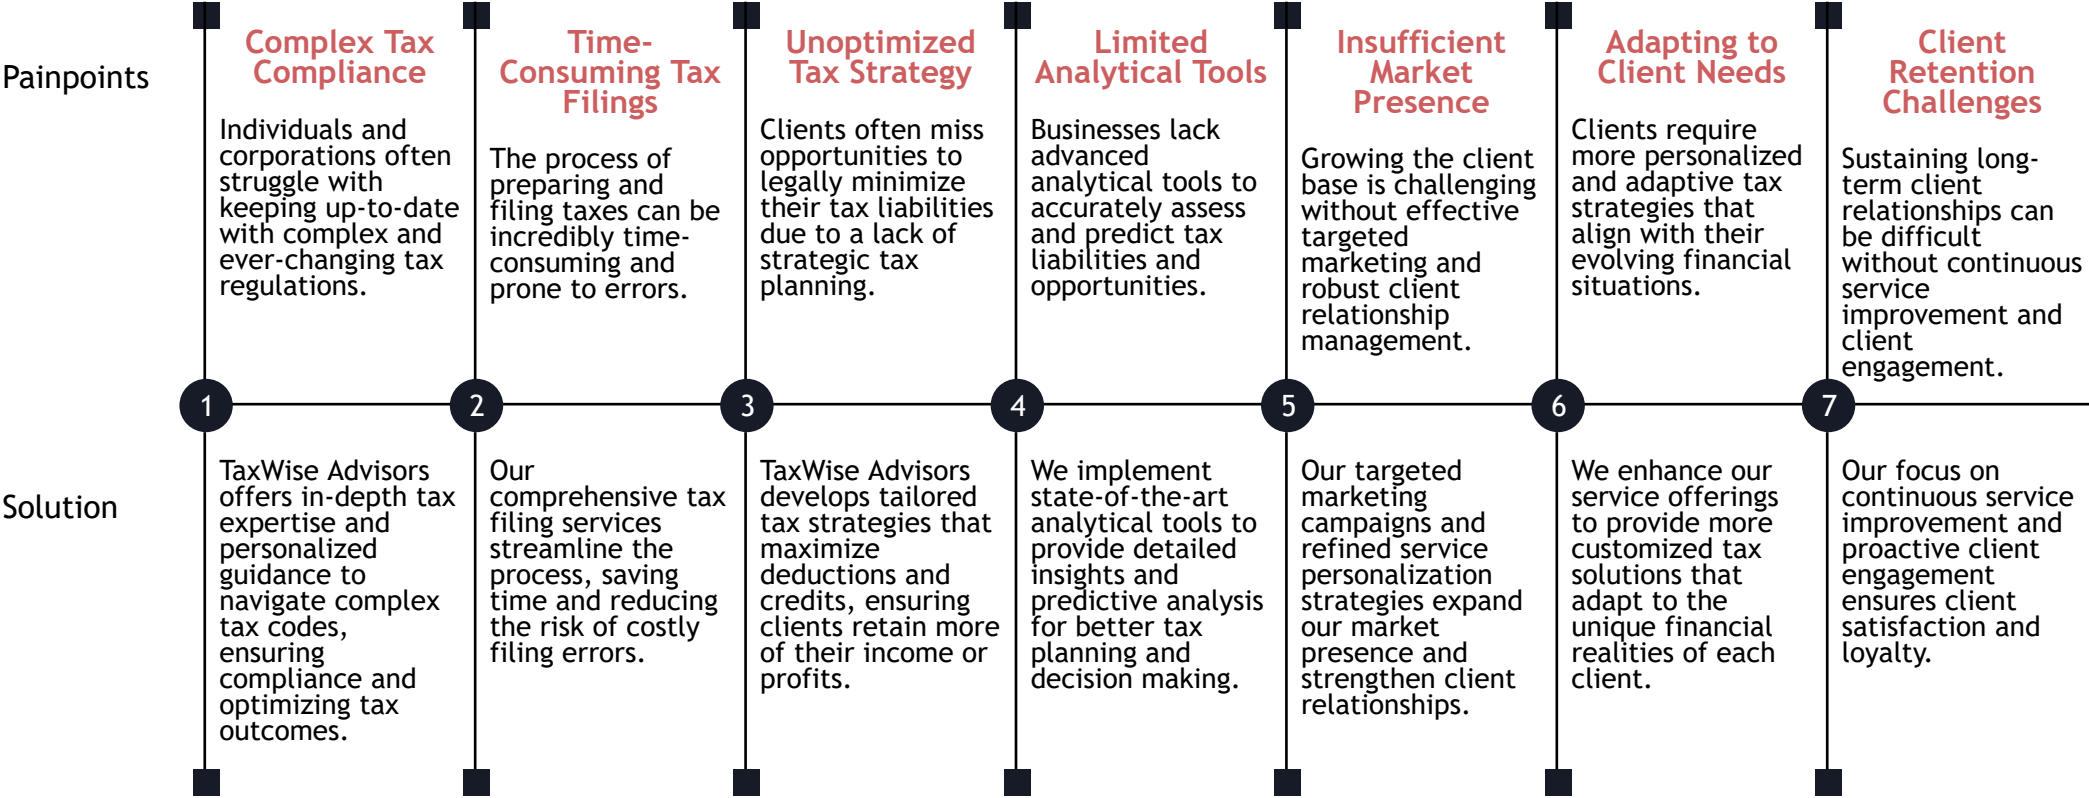 Painpoints
Complex Tax
Compliance
Individuals and
corporations often
struggle with
keeping up-to-date
with complex and
ever-changing tax
regulations.
Time-
Consuming Tax
Filings
The process of
preparing and
filing taxes can be
incredibly time-
consuming and
prone to errors.
Unoptimized
Tax Strategy
Clients often miss
opportunities to
legally minimize
their tax liabilities
due to a lack of
strategic tax
planning.
Limited
Analytical Tools
Businesses lack
advanced
analytical tools to
accurately assess
and predict tax
liabilities and
opportunities.
Insufficient
Market
Presence
Growing the client
base is challenging
without effective
targeted
marketing and
robust client
relationship
management.
Adapting to
Client Needs
Clients require
more personalized
and adaptive tax
strategies that
align with their
evolving financial
situations.
Client
Retention
Challenges
Sustaining long-
term client
relationships can
be difficult
without continuous
service
improvement and
client
engagement.
1
2
3
4
5
6
7
Solution
TaxWise Advisors
offers in-depth tax
expertise and
personalized
guidance to
navigate complex
tax codes,
ensuring
compliance and
optimizing tax
outcomes.
Our
comprehensive tax
filing services
streamline the
process, saving
time and reducing
the risk of costly
filing errors.
TaxWise Advisors
develops tailored
tax strategies that
maximize
deductions and
credits, ensuring
clients retain more
of their income or
profits.
We implement
state-of-the-art
analytical tools to
provide detailed
insights and
predictive analysis
for better tax
planning and
decision making.
Our targeted
marketing
campaigns and
refined service
personalization
strategies expand
our market
presence and
strengthen client
relationships.
We enhance our
service offerings
to provide more
customized tax
solutions that
adapt to the
unique financial
realities of each
client.
Our focus on
continuous service
improvement and
proactive client
engagement
ensures client
satisfaction and
loyalty.